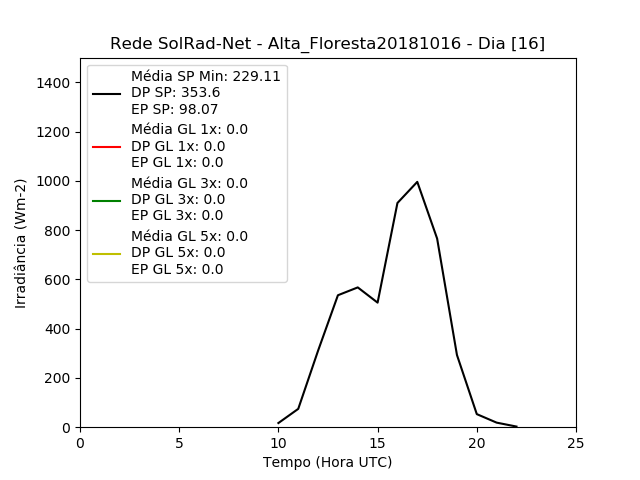 Rede SolRad-Net - Alta_Floresta20181016 - Dia [16]
Média SP Min: 229.11
DP SP: 353.6
EP SP: 98.07
Média GL 1x: 0.0
DP GL 1x: 0.0
EP GL 1x: 0.0
Média GL 3x: 0.0
DP GL 3x: 0.0
EP GL 3x: 0.0
Média GL 5x: 0.0
DP GL 5x: 0.0
EP GL 5x: 0.0
Irradiância (Wm-2)
1400
1200
1000
800
600
400
200
0
0 5 10 15 20 25
Tempo (Hora UTC)